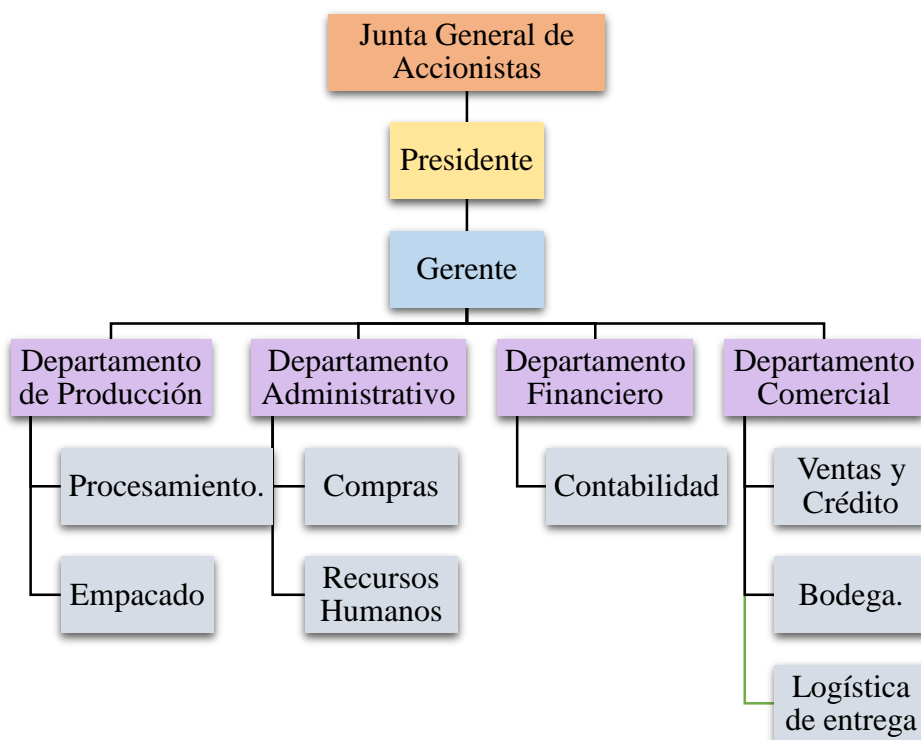 Junta General de
Accionistas
Presidente
Gerente
Departamento
de Producción
Departamento
Administrativo
Departamento
Financiero
Departamento
Comercial
Procesamiento.
Compras
Contabilidad
Ventas y
Crédito
Empacado
Recursos
Humanos
Bodega.
Logística
de entrega